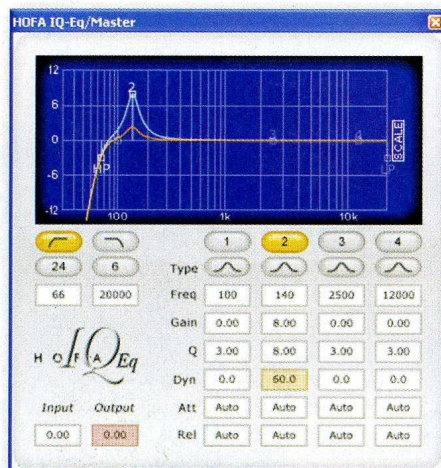 HOFA IQ-Eq/Master
12
6
0
-6
-12
2
HP
3
4
LP
SCALE
100
1k
10k
1 2 3 4
24 6
Type
66 20000
Freq 100 140 2500 12000
Gain 0.00 8.00 0.00 0.00
HOFA IQ Eq
Q 3.00 8.00 3.00 3.00
Dyn 0.0 60.0 0.0 0.0
Input Output
Att Auto Auto Auto Auto
0.00 0.00
Rel Auto Auto Auto Auto